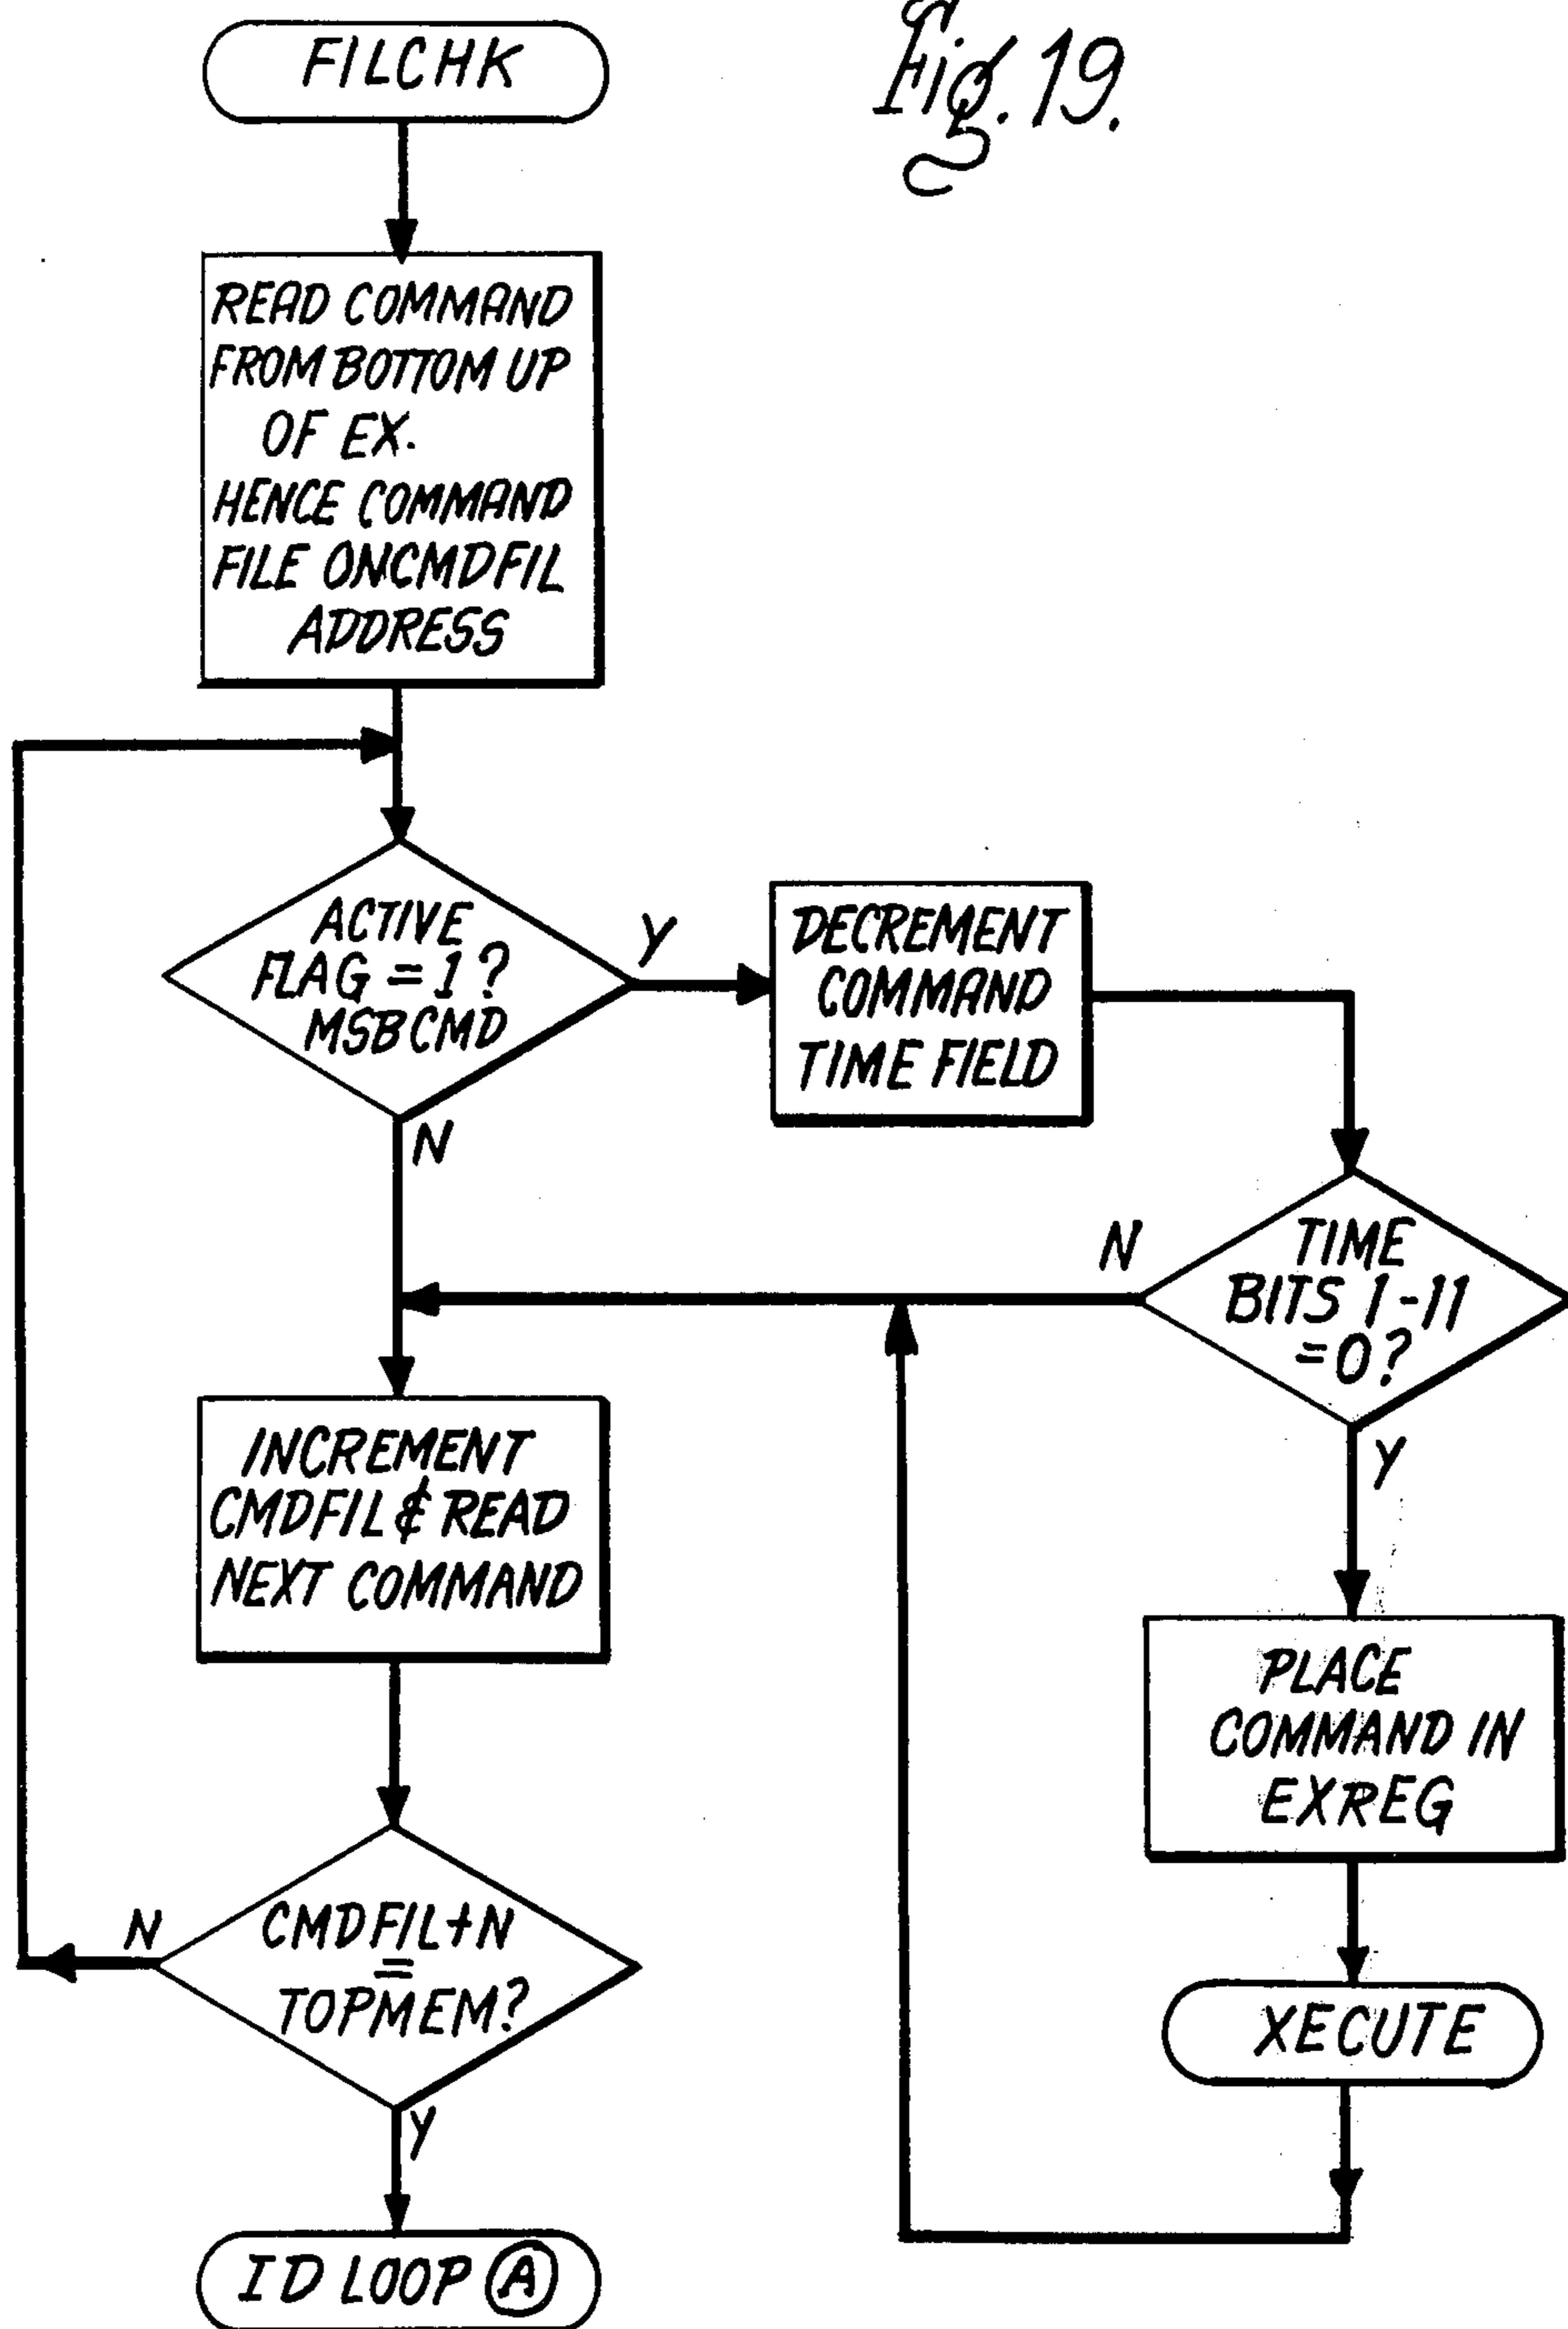 Fig. 19.
FILCHK
READ COMMAND
FROM BOTTOM UP
OF EX.
HENCE COMMAND
FILE ONCMDFIL
ADDRESS
ACTIVE
FLAG = 1 ?
MSBCMD
Y
N
DECREMENT
COMMAND
TIME FIELD
TIME
BITS 1-11
=0?
N
Y
INCREMENT
CMDFIL & READ
NEXT COMMAND
PLACE
COMMAND IN
EXREG
CMDFIL+N
=
TOPMEM?
N
Y
XECUTE
ID LOOP A